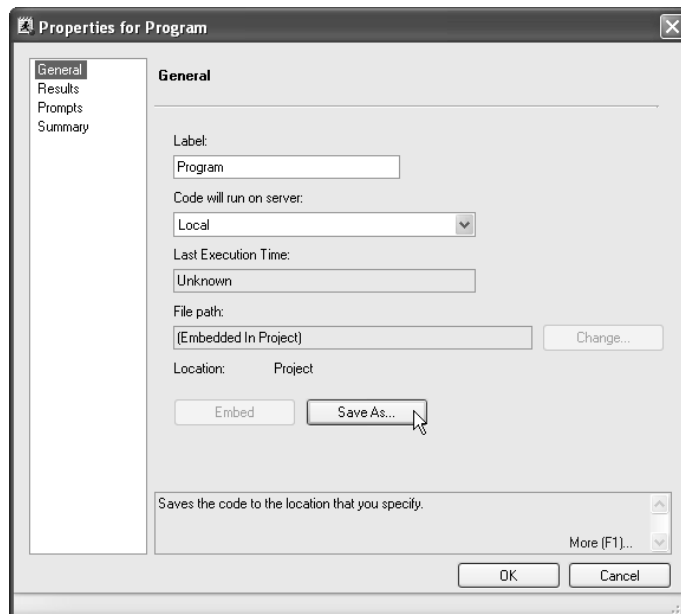 Properties for Program
General
Results
Prompts
Summary
General
Label:
Program
Code will run on server:
Local
Last Execution Time:
Unknown
File path:
(Embedded In Project)
Change...
Location: Project
Embed
Save As...
Saves the code to the location that you specify.
More (F1)...
OK
Cancel